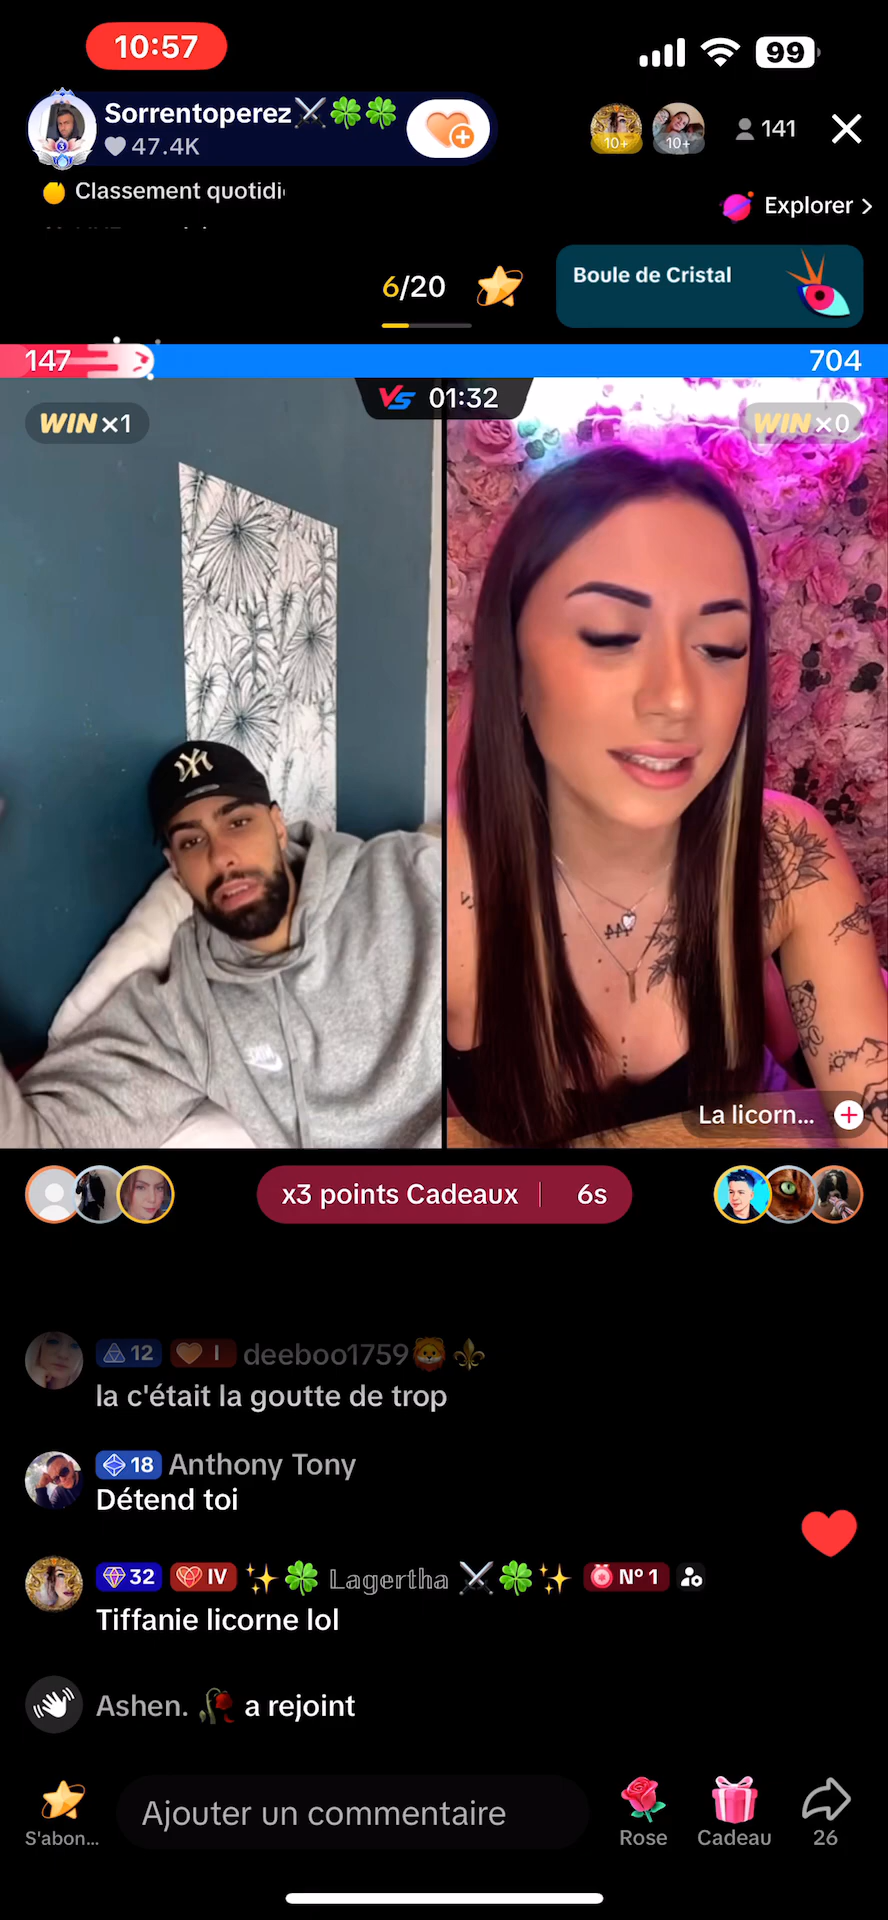 10:57
99
Sorrentoperez⚔️🍀🍀
47.4K
10+
10+
141
Classement quotidi
Explorer >
6/20
Boule de Cristal
147
704
VS 01:32
WIN x1
WIN x0
La licorn...
x3 points Cadeaux | 6s
12 I deeboo1759🦁⚜️
la c'était la goutte de trop
18 Anthony Tony
Détend toi
32 IV ✨🍀 𝕃𝕒𝕘𝕖𝕣𝕥𝕙𝕒 ⚔️🍀✨ Nº 1
Tiffanie licorne lol
Ashen. 🥀 a rejoint
S'abon...
Ajouter un commentaire
Rose
Cadeau
26